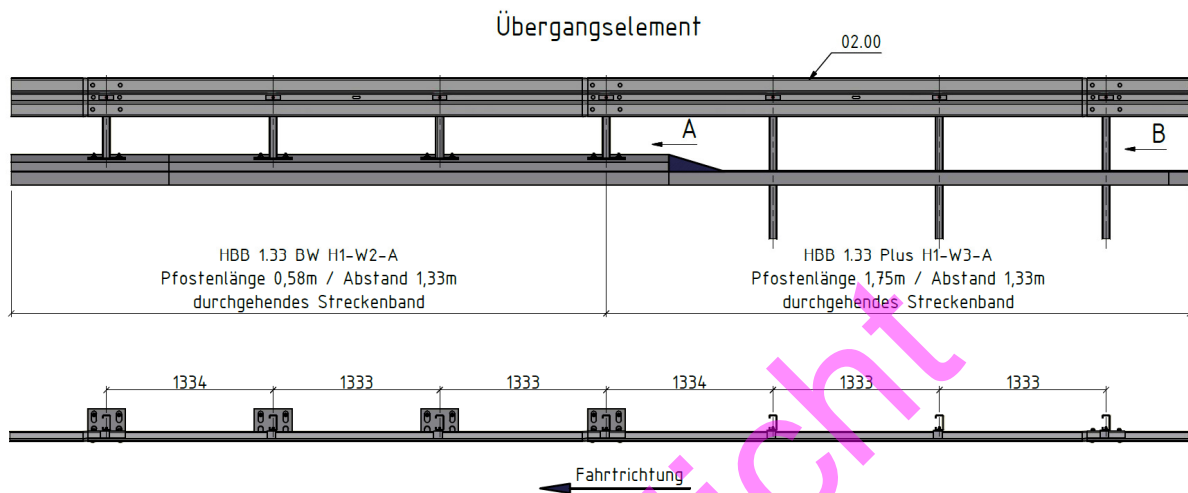 Übergangselement
02.00
A
B
HBB 1.33 BW H1-W2-A
Pfostenlänge 0,58m / Abstand 1,33m
durchgehendes Streckenband
HBB 1.33 Plus H1-W3-A
Pfostenlänge 1,75m / Abstand 1,33m
durchgehendes Streckenband
1334
1333
1333
1334
1333
1333
Fahrtrichtung
icht